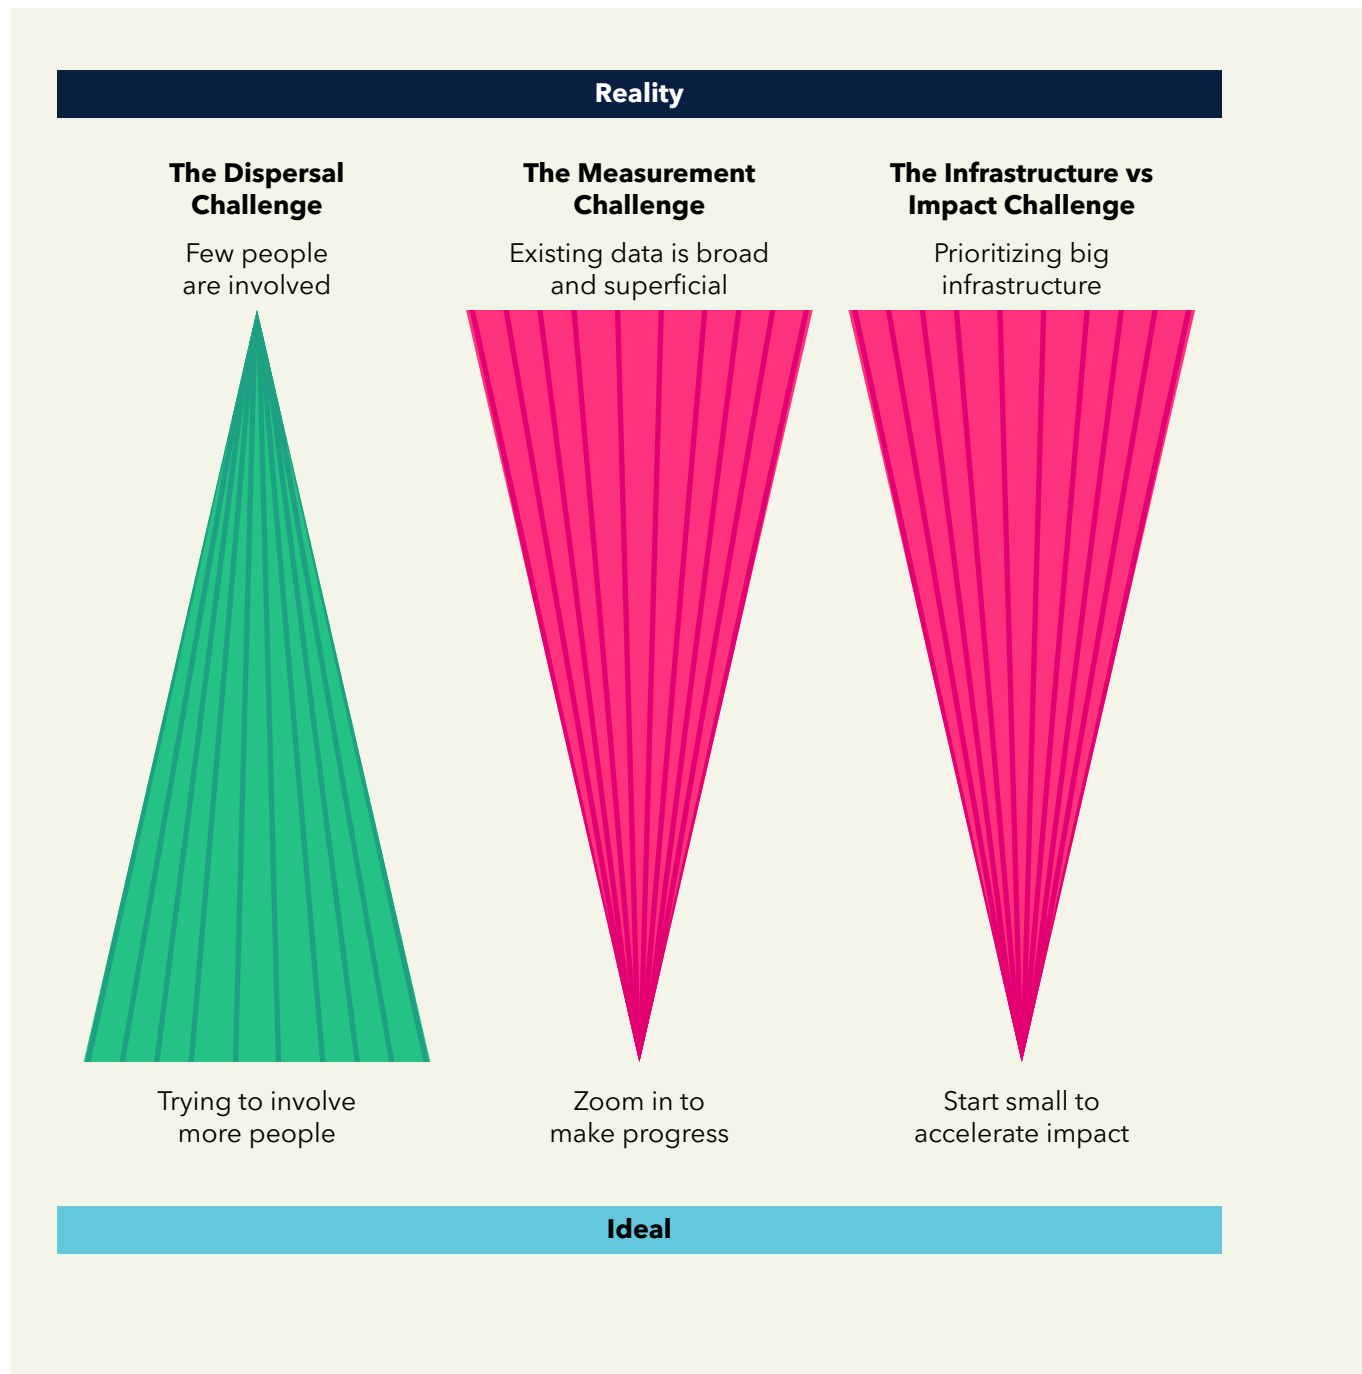 Reality
The Dispersal
Challenge
Few people
are involved
The Measurement
Challenge
Existing data is broad
and superficial
The Infrastructure vs
Impact Challenge
Prioritizing big
infrastructure
Trying to involve
more people
Zoom in to
make progress
Start small to
accelerate impact
Ideal